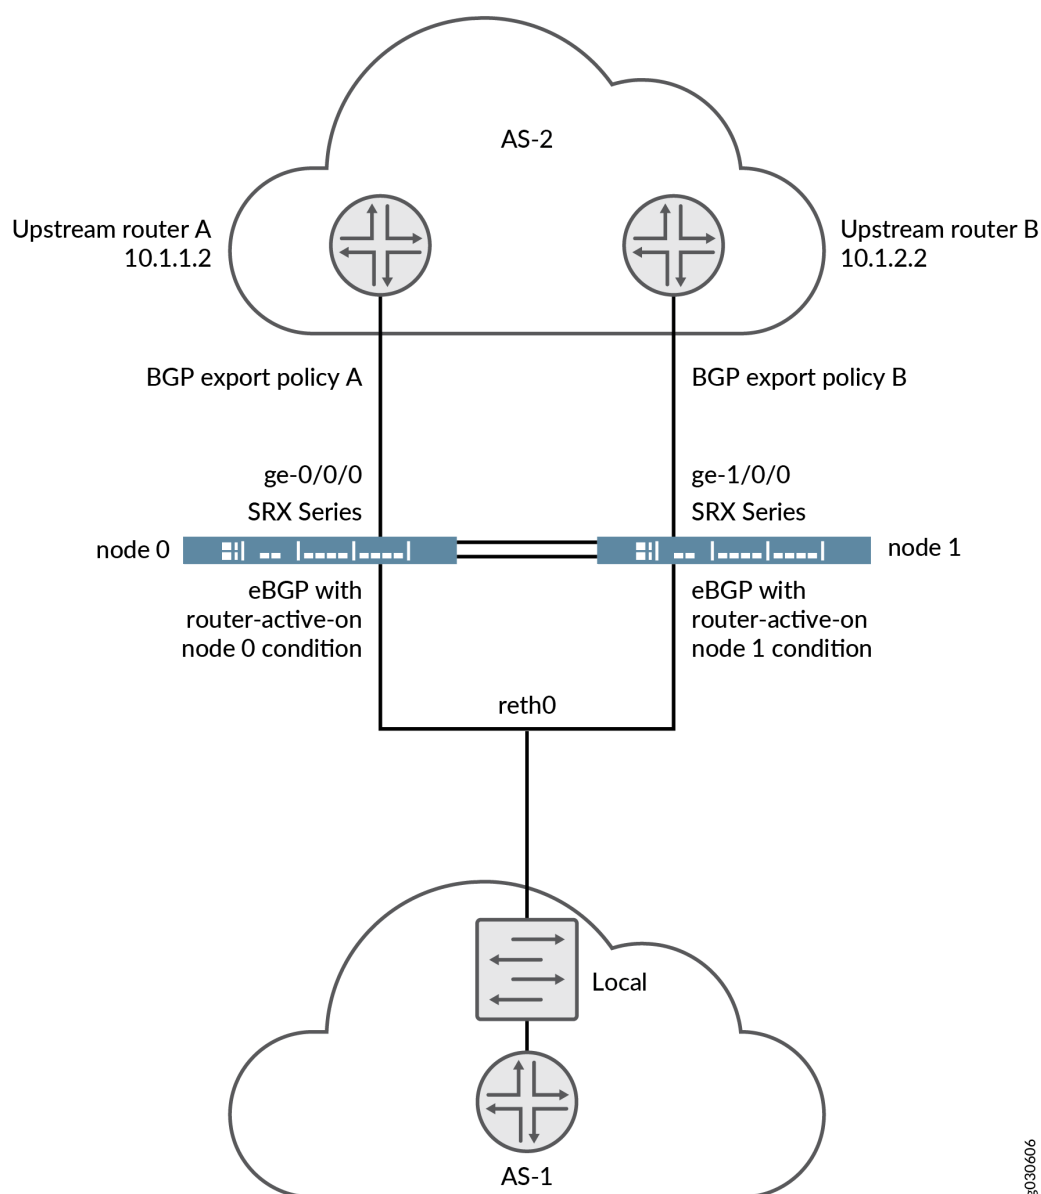 AS-2
Upstream router A
10.1.1.2
Upstream router B
10.1.2.2
BGP export policy A
BGP export policy B
ge-0/0/0
SRX Series
ge-1/0/0
SRX Series
node 0
node 1
eBGP with
router-active-on
node 0 condition
eBGP with
router-active-on
node 1 condition
reth0
Local
AS-1
g030606